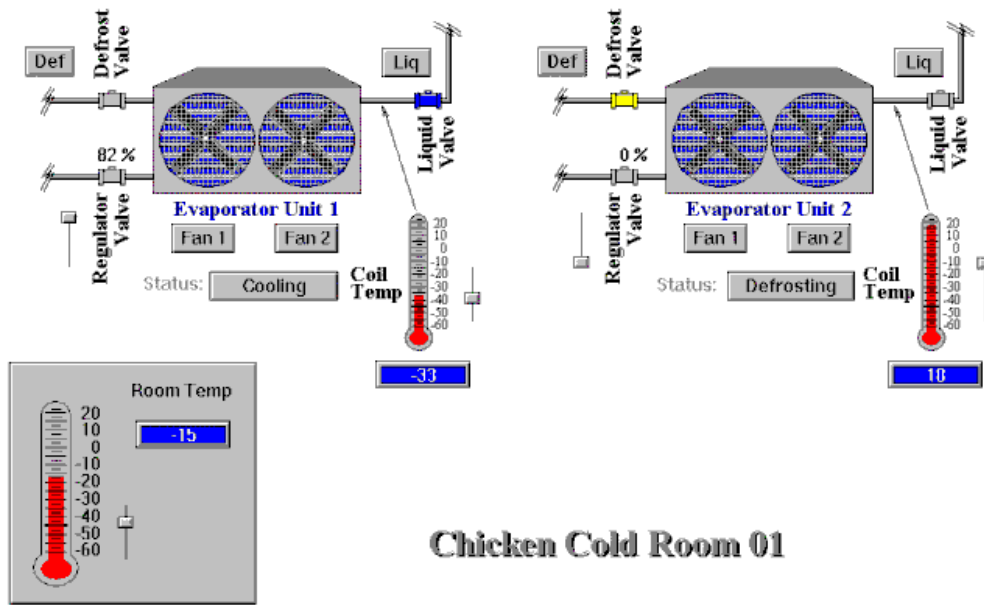 Def
Defrost
Valve
Liq
Liquid
Valve
82 %
Regulator
Valve
Evaporator Unit 1
Fan 1
Fan 2
Status:
Cooling
Coil
Temp
20
10
0
-10
-20
-30
-40
-50
-60
-33
Def
Defrost
Valve
Liq
Liquid
Valve
0 %
Regulator
Valve
Evaporator Unit 2
Fan 1
Fan 2
Status:
Defrosting
Coil
Temp
20
10
0
-10
-20
-30
-40
-50
-60
18
Room Temp
-15
20
10
0
-10
-20
-30
-40
-50
-60
Chicken Cold Room 01